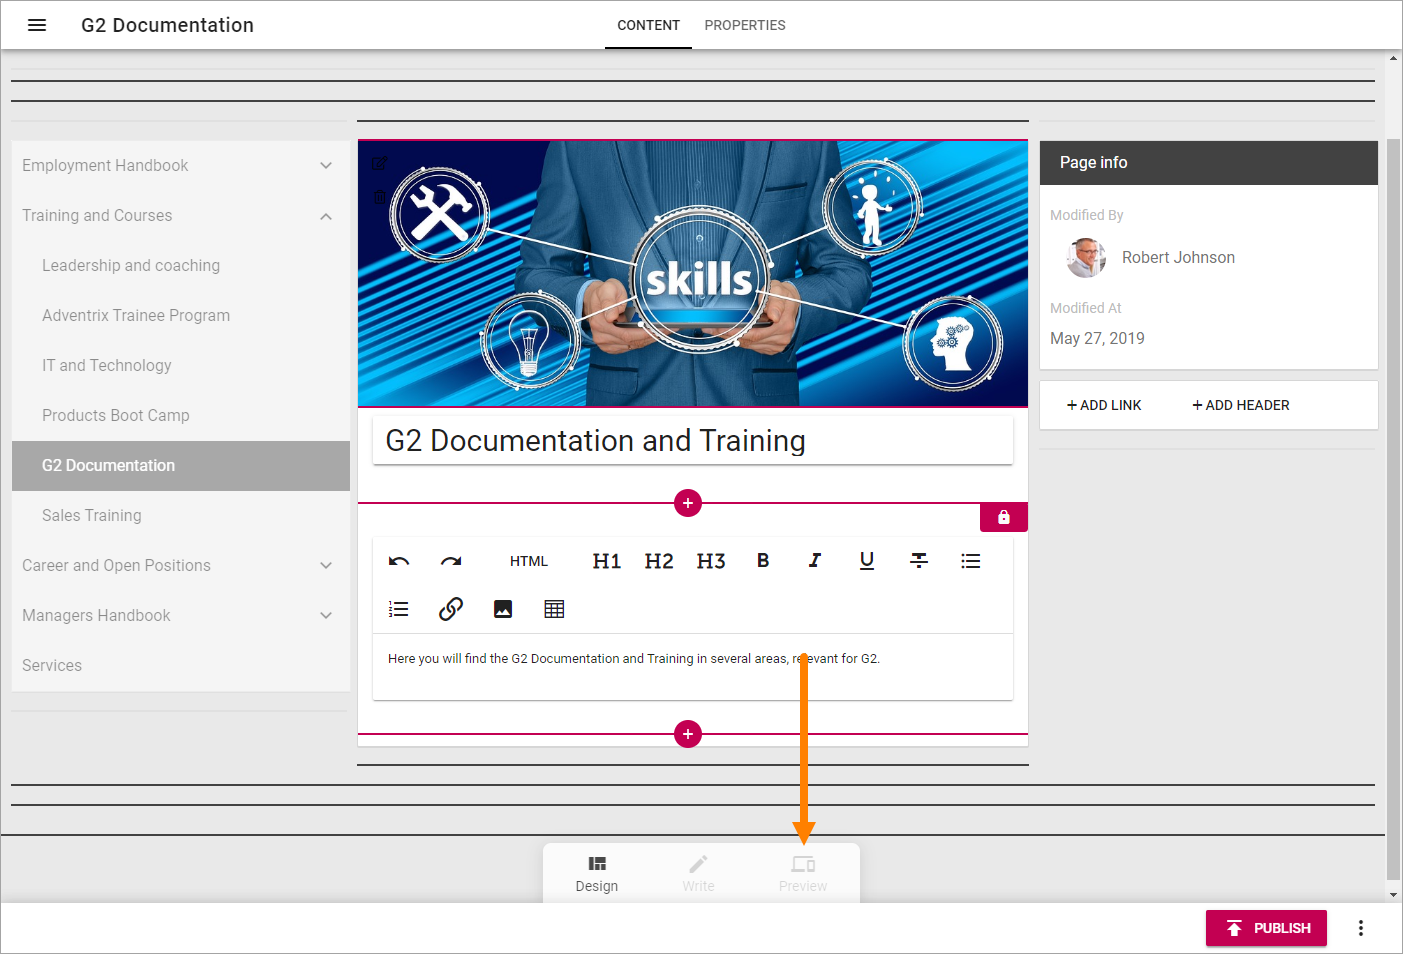 G2 Documentation
CONTENT
PROPERTIES
Employment Handbook
Training and Courses
Leadership and coaching
Adventrix Trainee Program
IT and Technology
Products Boot Camp
G2 Documentation
Sales Training
Career and Open Positions
Managers Handbook
Services
skills
G2 Documentation and Training
HTML H1 H2 H3 B I U T
Here you will find the G2 Documentation and Training in several areas, relevant for G2.
Page info
Modified By
Robert Johnson
Modified At
May 27, 2019
+ ADD LINK
+ ADD HEADER
Design
Write
Preview
PUBLISH